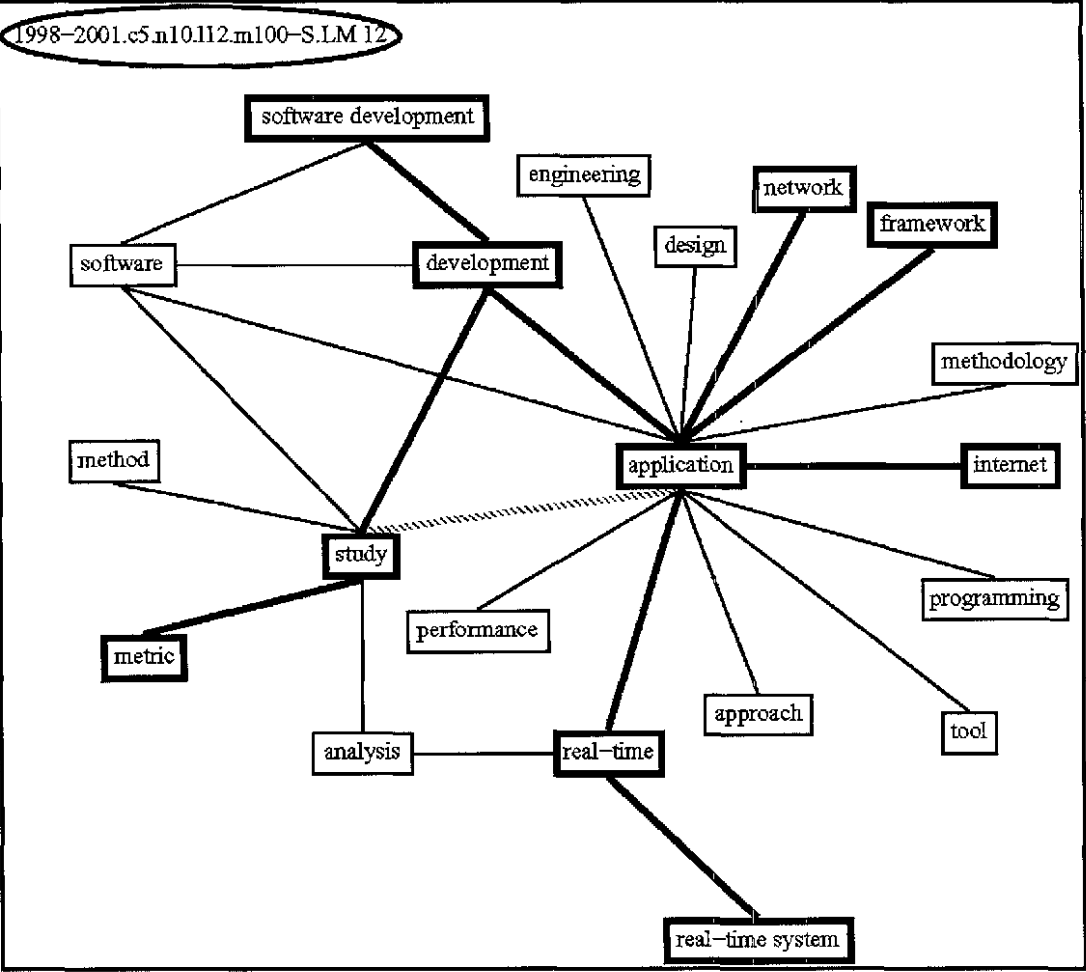 1998-2001.c5.n10.l12.m100-S.LM 12
software development
engineering
network
framework
design
software
development
methodology
method
application
internet
study
programming
performance
metric
approach
tool
analysis
real-time
real-time system